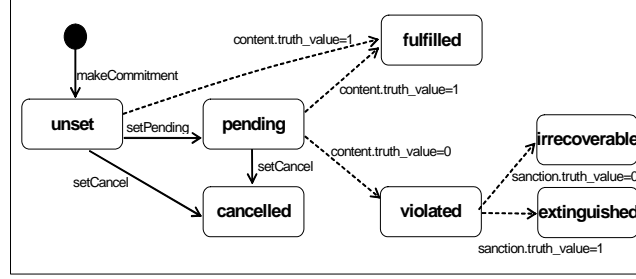 content.truth_value=1
fulfilled
makeCommitment
content.truth_value=1
unset
setPending
pending
irrecoverable
content.truth_value=0
setCancel
sanction.truth_value=0
setCancel
cancelled
violated
extinguished
sanction.truth_value=1